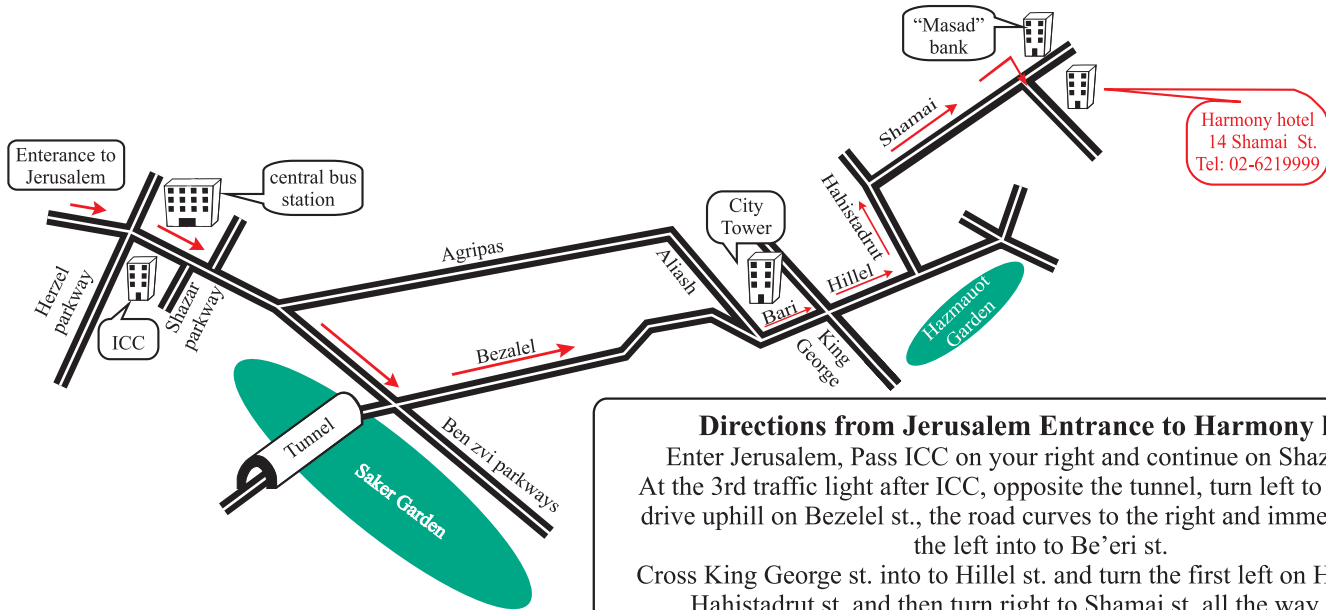 “Masad”
bank
Harmony hotel
14 Shamai St.
Tel: 02-6219999
Shamai
Enterance to
Jerusalem
central bus
station
Hahistadrut
City
Tower
Agripas
Aliash
Hillel
Herzel
parkway
Shazar
parkway
ICC
Bari
King
George
Hazmauot
Garden
Bezalel
Tunnel
Ben zvi parkways
Saker Garden
Directions from Jerusalem Entrance to Harmony
Enter Jerusalem, Pass ICC on your right and continue on Shaz
At the 3rd traffic light after ICC, opposite the tunnel, turn left to
drive uphill on Bezelel st., the road curves to the right and imme
the left into to Be’eri st.
Cross King George st. into to Hillel st. and turn the first left on H
Hahistadrut st. and then turn right to Shamai st. all the way